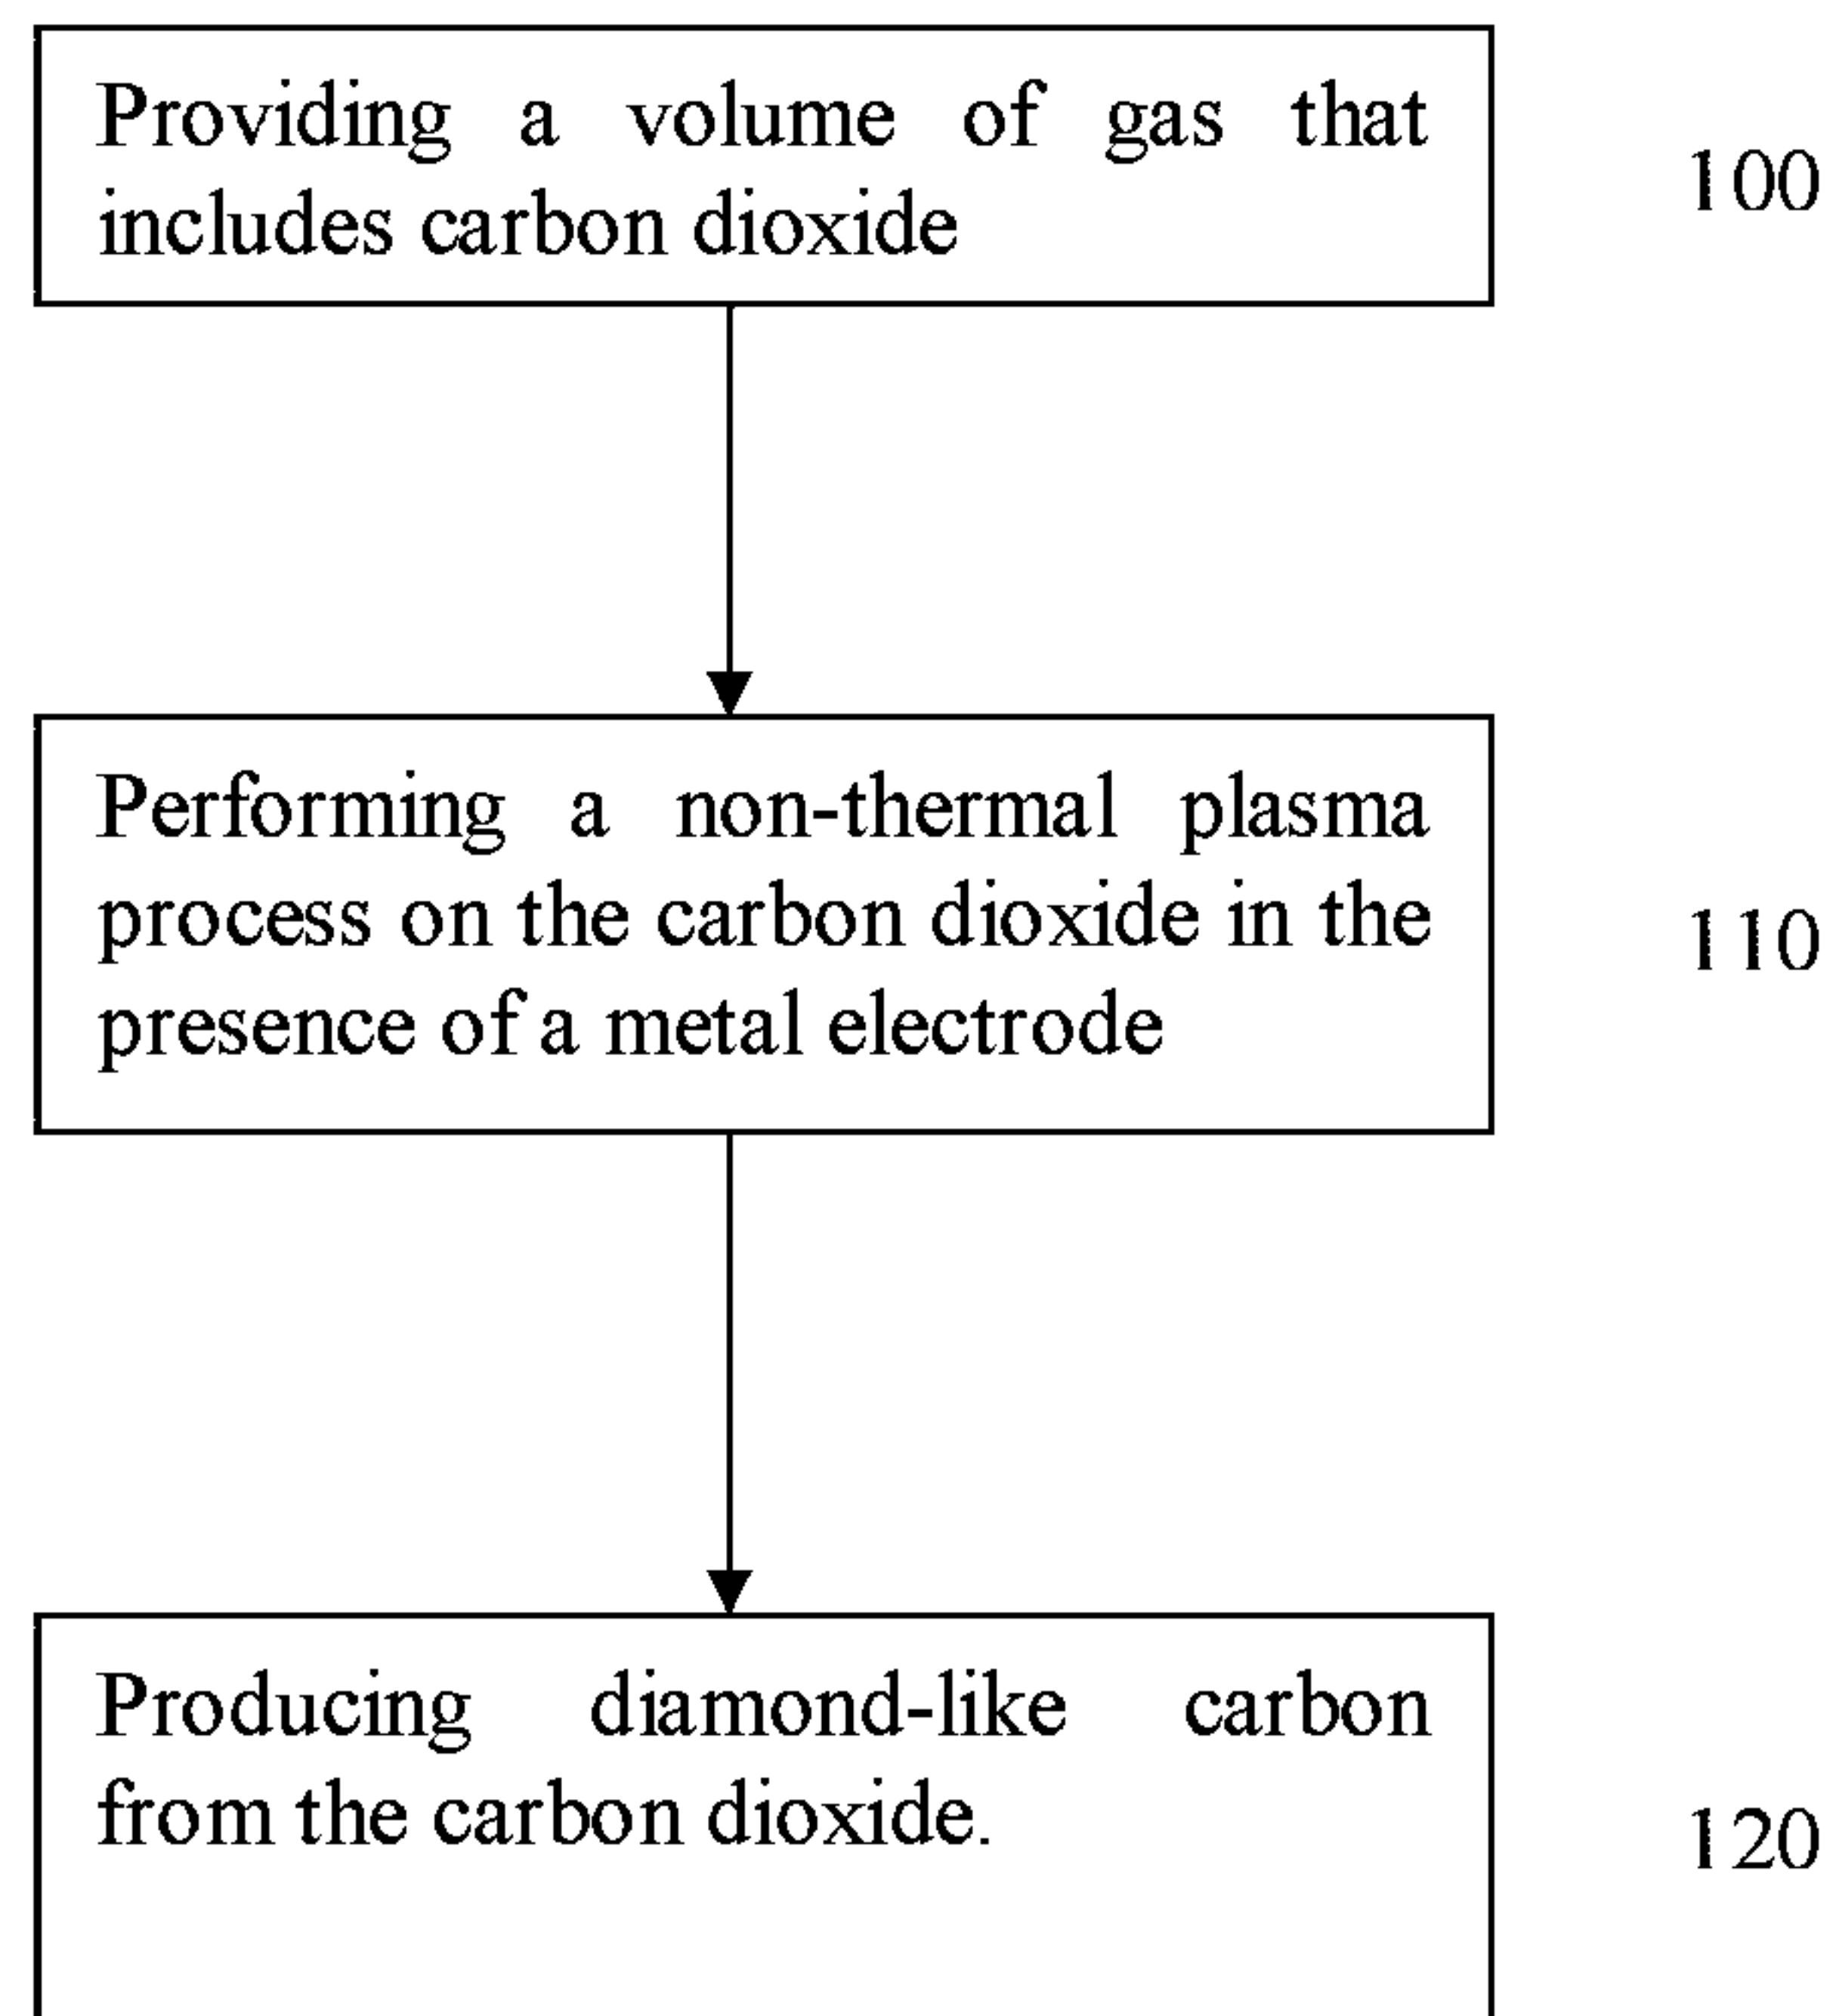 Providing a volume of gas that
includes carbon dioxide
100
Performing a non-thermal plasma
process on the carbon dioxide in the
presence of a metal electrode
110
Producing diamond-like carbon
from the carbon dioxide.
120